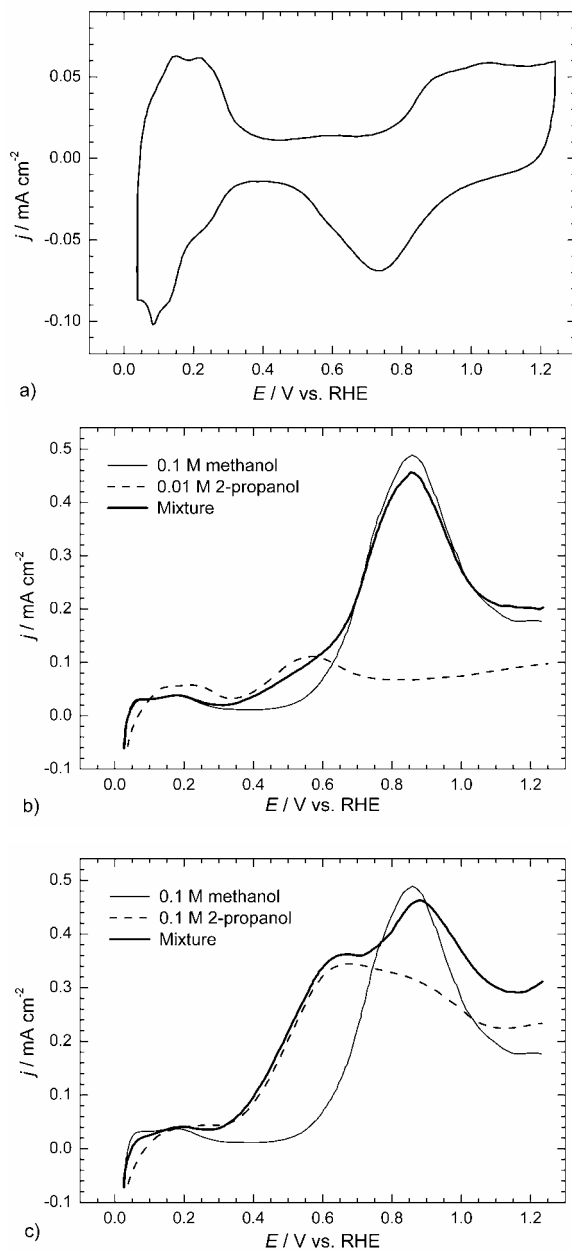 0.05
0.00
-0.05
-0.10
j / mA cm⁻²
0.0 0.2 0.4 0.6 0.8 1.0 1.2
E / V vs. RHE
a)
0.1 M methanol
0.01 M 2-propanol
Mixture
0.5
0.4
0.3
0.2
0.1
0.0
-0.1
j / mA cm⁻²
0.0 0.2 0.4 0.6 0.8 1.0 1.2
E / V vs. RHE
b)
0.1 M methanol
0.1 M 2-propanol
Mixture
0.5
0.4
0.3
0.2
0.1
0.0
-0.1
j / mA cm⁻²
0.0 0.2 0.4 0.6 0.8 1.0 1.2
E / V vs. RHE
c)